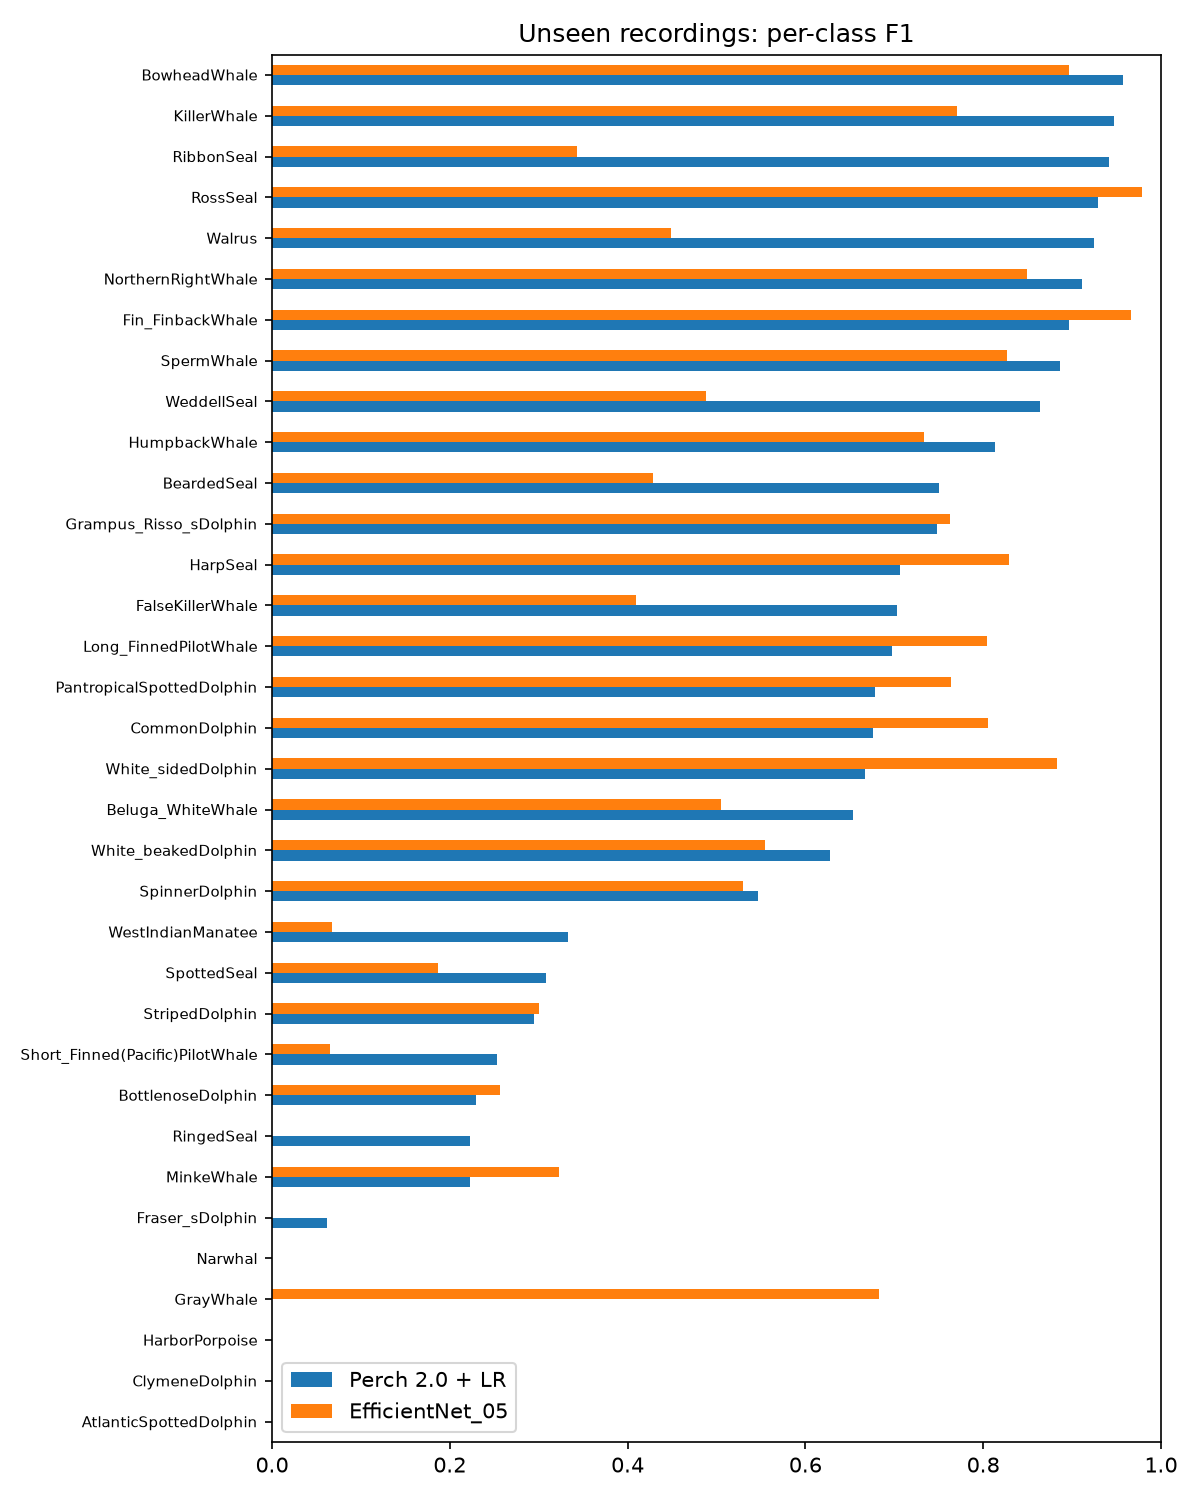 Unseen recordings: per-class F1
BowheadWhale
KillerWhale
RibbonSeal
RossSeal
Walrus
NorthernRightWhale
Fin_FinbackWhale
SpermWhale
WeddellSeal
HumpbackWhale
BeardedSeal
Grampus_Risso_sDolphin
HarpSeal
FalseKillerWhale
Long_FinnedPilotWhale
PantropicalSpottedDolphin
CommonDolphin
White_sidedDolphin
Beluga_WhiteWhale
White_beakedDolphin
SpinnerDolphin
WestIndianManatee
SpottedSeal
StripedDolphin
Short_Finned(Pacific)PilotWhale
BottlenoseDolphin
RingedSeal
MinkeWhale
Fraser_sDolphin
Narwhal
GrayWhale
HarborPorpoise
ClymeneDolphin
AtlanticSpottedDolphin
Perch 2.0 + LR
EfficientNet_05
0.0 0.2 0.4 0.6 0.8 1.0